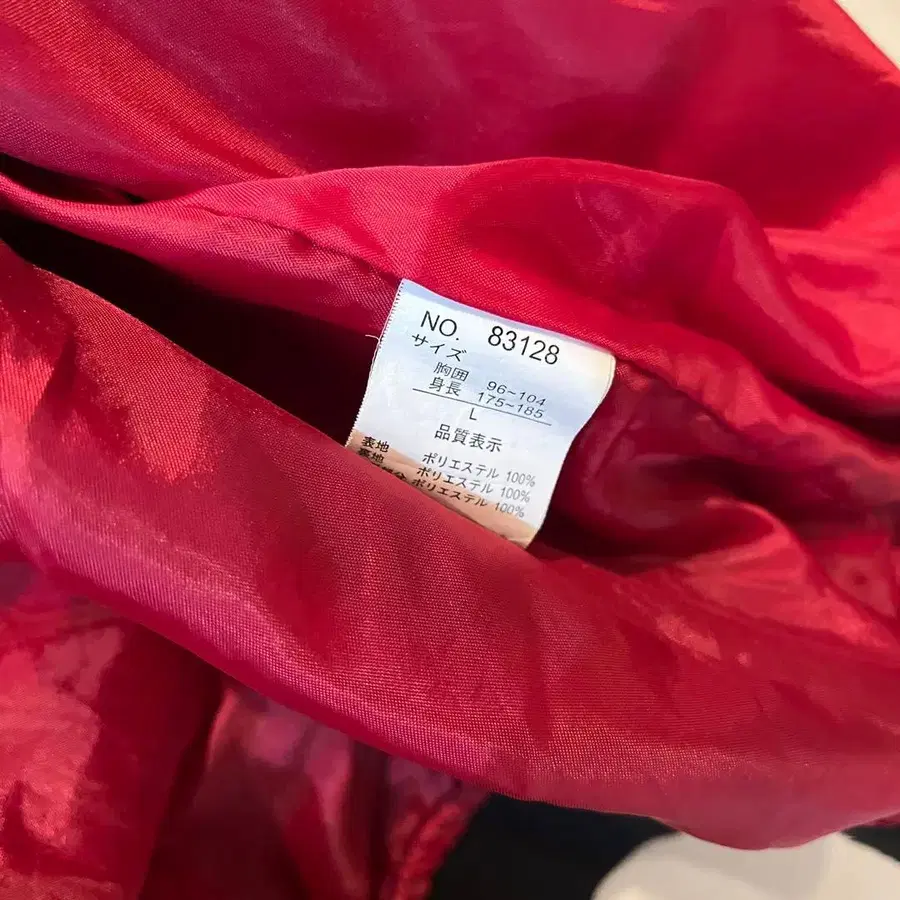 NO. 83128
サイズ
胸囲 96~104
身長 175~185
L
品質表示
表地 ポリエステル 100%
裏地 ポリエステル 100%
ポリエステル 100%